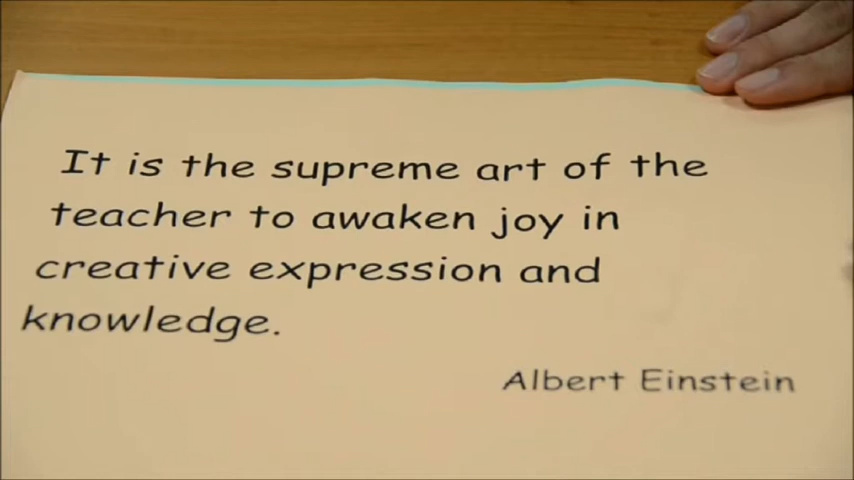 It is the supreme art of the
teacher to awaken joy in
creative expression and
knowledge.
Albert Einstein